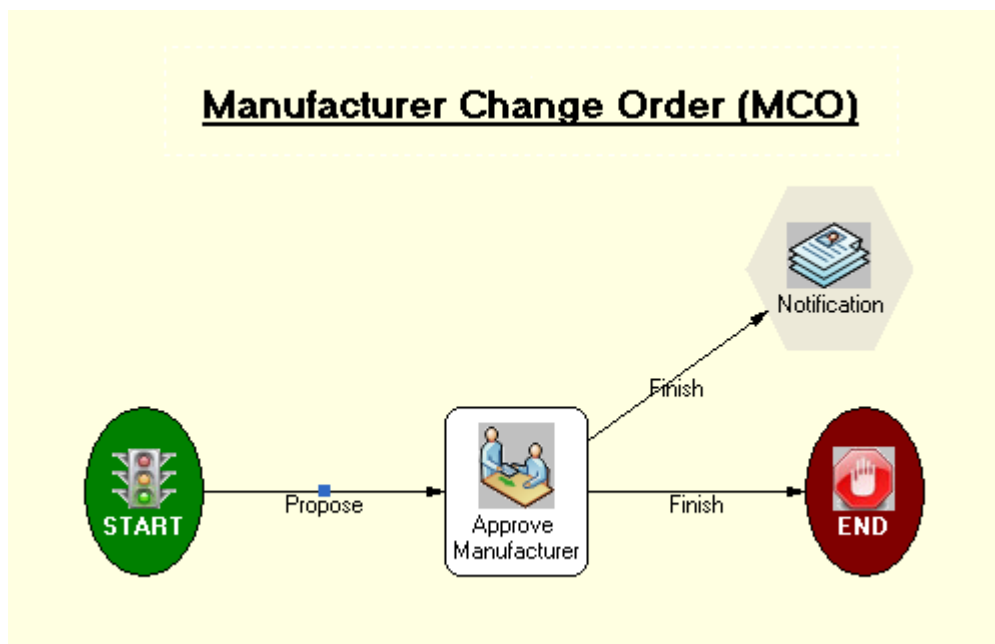 Manufacturer Change Order (MCO)
Notification
Finish
START
Propose
Approve
Manufacturer
Finish
END